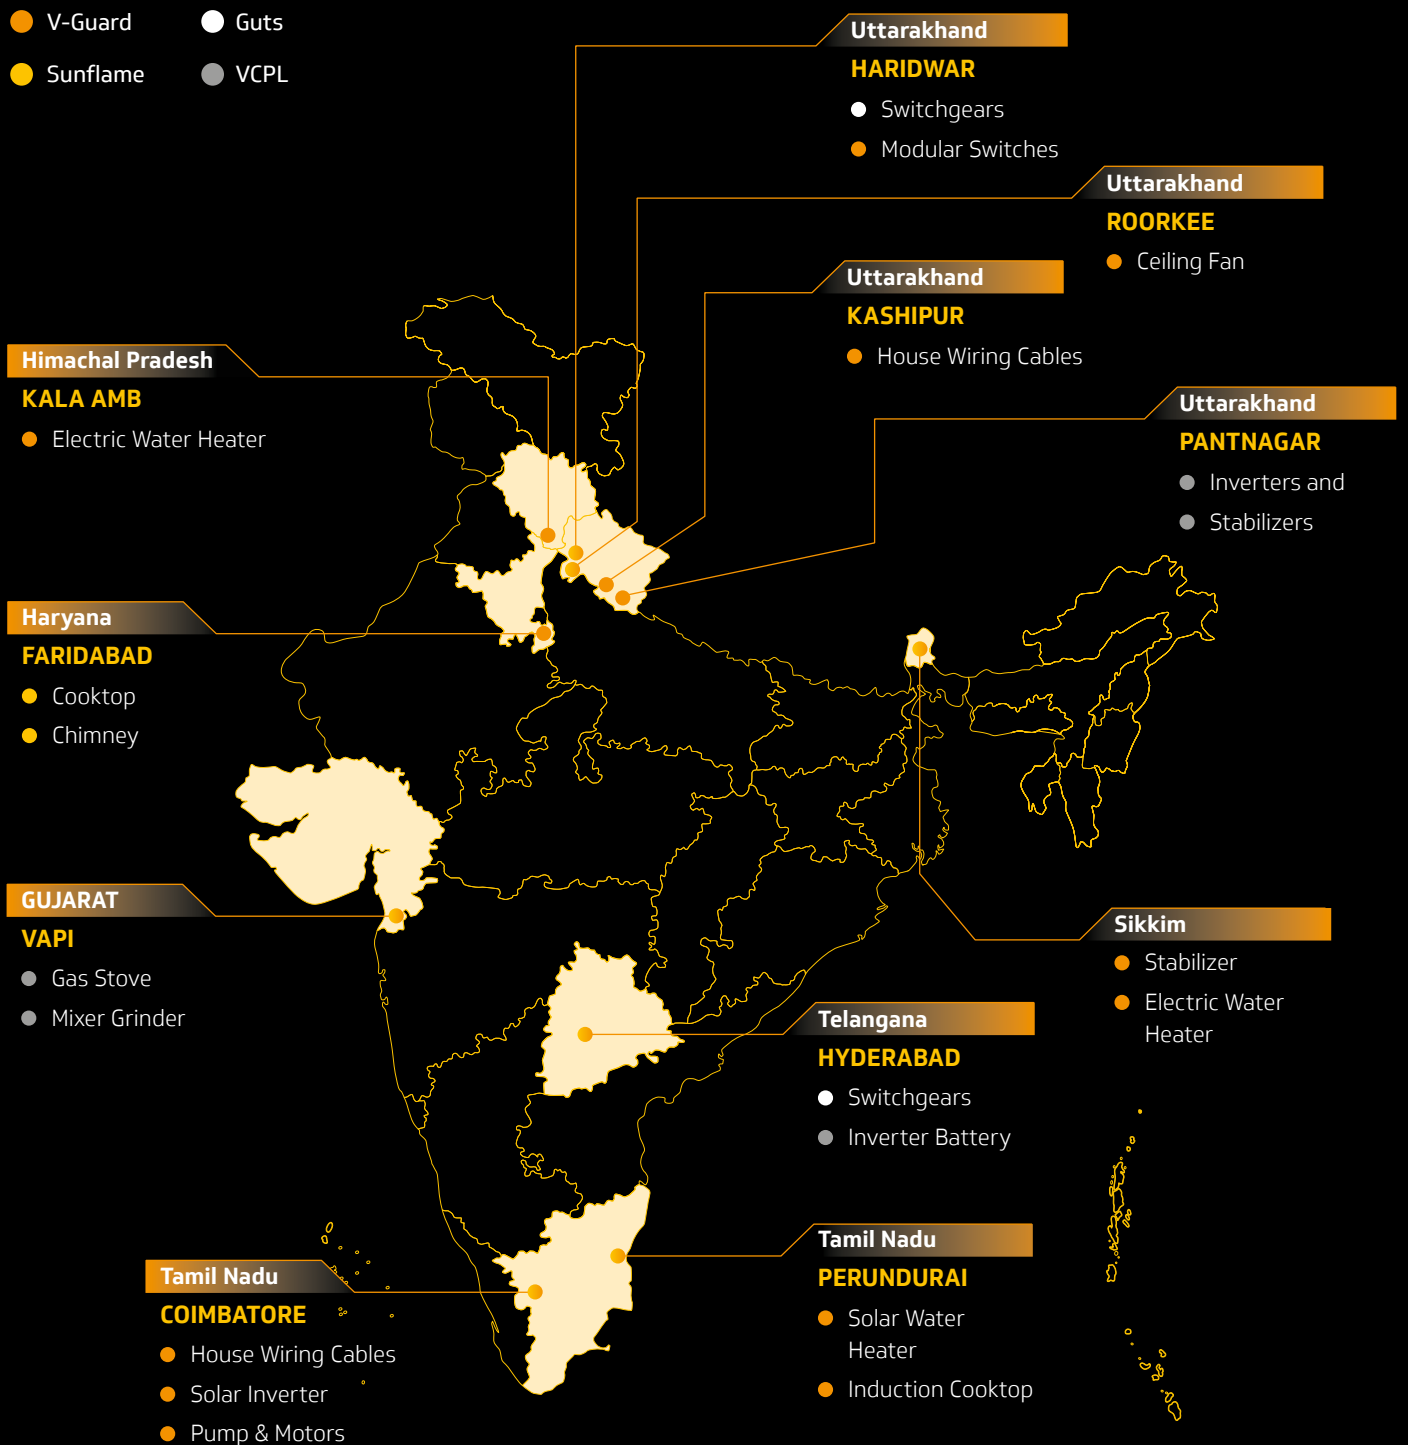 V-Guard
Guts
Sunflame
VCPL
Uttarakhand
HARIDWAR
Switchgears
Modular Switches
Uttarakhand
ROORKEE
Ceiling Fan
Uttarakhand
KASHIPUR
House Wiring Cables
Himachal Pradesh
KALA AMB
Electric Water Heater
Uttarakhand
PANTNAGAR
Inverters and
Stabilizers
Haryana
FARIDABAD
Cooktop
Chimney
GUJARAT
VAPI
Gas Stove
Mixer Grinder
Sikkim
Stabilizer
Electric Water
Heater
Telangana
HYDERABAD
Switchgears
Inverter Battery
Tamil Nadu
PERUNDURAI
Solar Water
Heater
Induction Cooktop
Tamil Nadu
COIMBATORE
House Wiring Cables
Solar Inverter
Pump & Motors